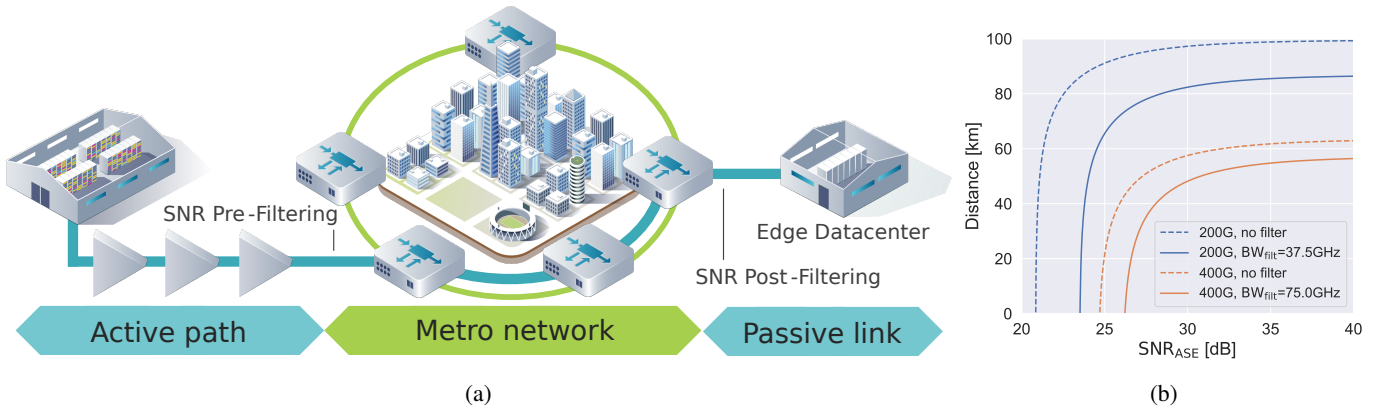 SNR Pre-Filtering
Edge Datacenter
SNR Post-Filtering
Active path
Metro network
Passive link
(a)
100
80
60
40
20
0
Distance [km]
200G, no filter
200G, BW_filt=37.5GHz
400G, no filter
400G, BW_filt=75.0GHz
20 25 30 35 40
SNR_ASE [dB]
(b)